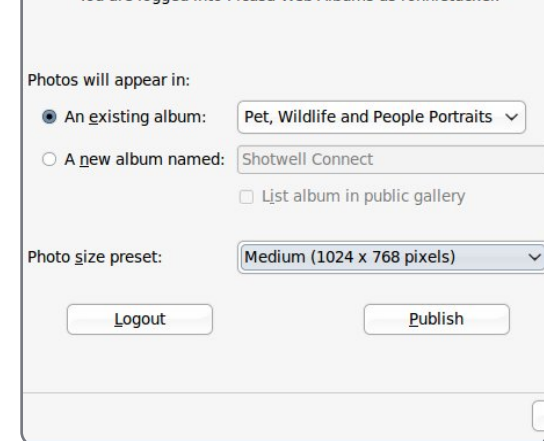 Photos will appear in:
An existing album: Pet, Wildlife and People Portraits
A new album named: Shotwell Connect
List album in public gallery
Photo size preset: Medium (1024 x 768 pixels)
Logout Publish